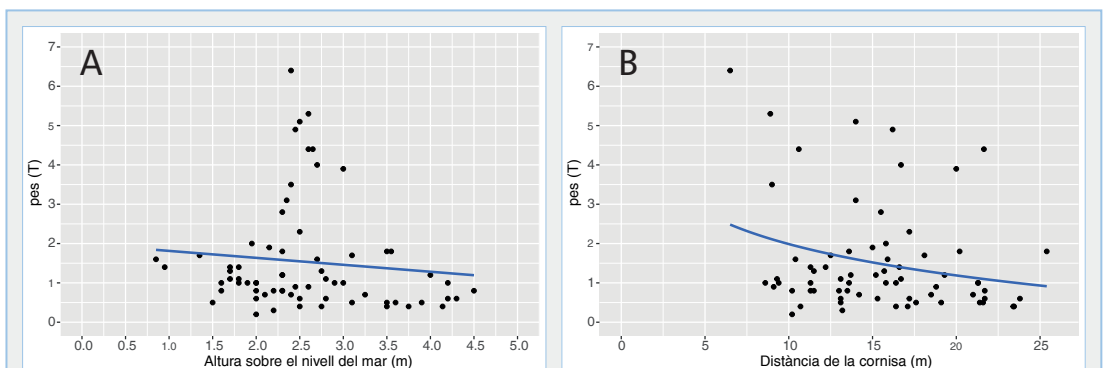 A
7
6
5
4
3
2
1
0
pes (T)
0.0 0.5 1.0 1.5 2.0 2.5 3.0 3.5 4.0 4.5 5.0
Altura sobre el nivell del mar (m)
B
7
6
5
4
3
2
1
0
pes (T)
0 5 10 15 20 25
Distància de la cornisa (m)